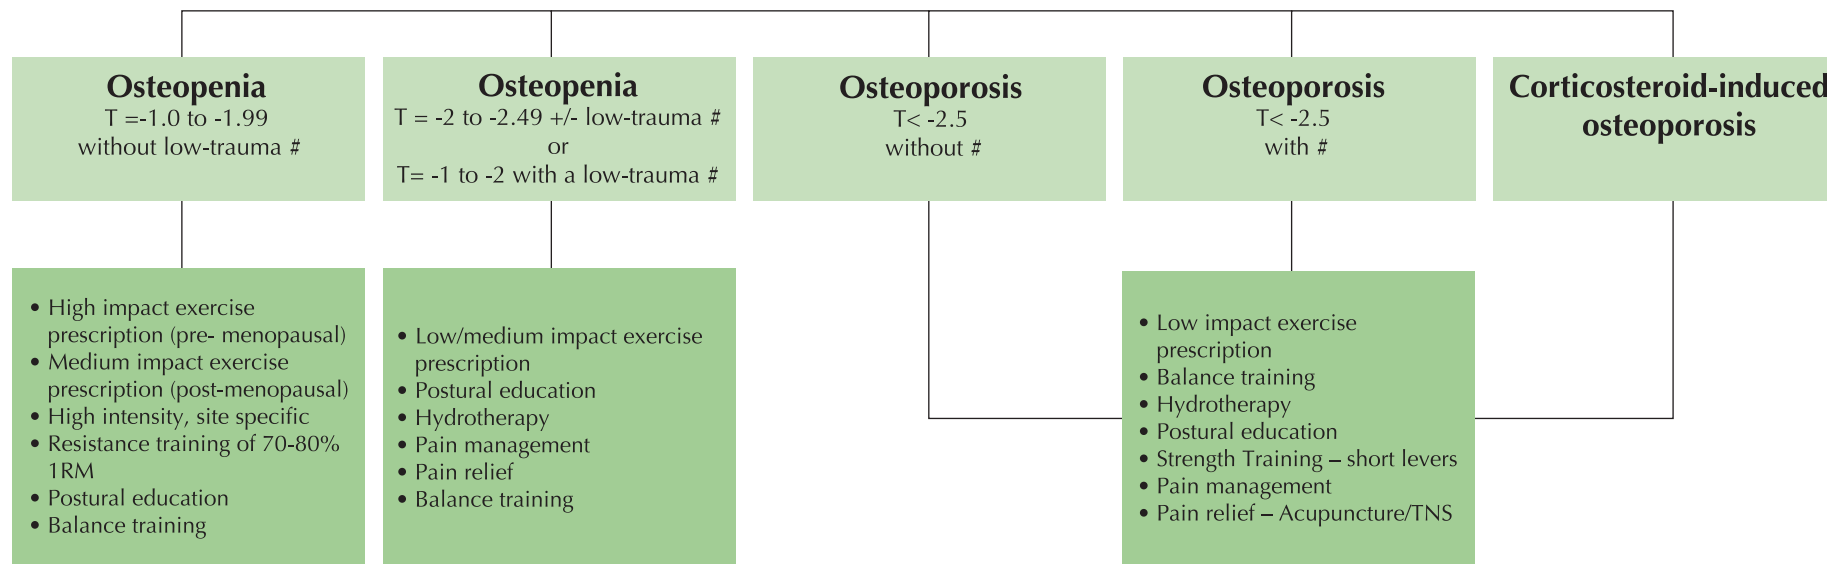 Osteopenia
T =-1.0 to -1.99
without low-trauma #
Osteopenia
T = -2 to -2.49 +/- low-trauma #
or
T= -1 to -2 with a low-trauma #
Osteoporosis
T< -2.5
without #
Osteoporosis
T< -2.5
with #
Corticosteroid-induced
osteoporosis
• High impact exercise
prescription (pre- menopausal)
• Medium impact exercise
prescription (post-menopausal)
• High intensity, site specific
• Resistance training of 70-80%
1RM
• Postural education
• Balance training
• Low/medium impact exercise
prescription
• Postural education
• Hydrotherapy
• Pain management
• Pain relief
• Balance training
• Low impact exercise
prescription
• Balance training
• Hydrotherapy
• Postural education
• Strength Training – short levers
• Pain management
• Pain relief – Acupuncture/TNS